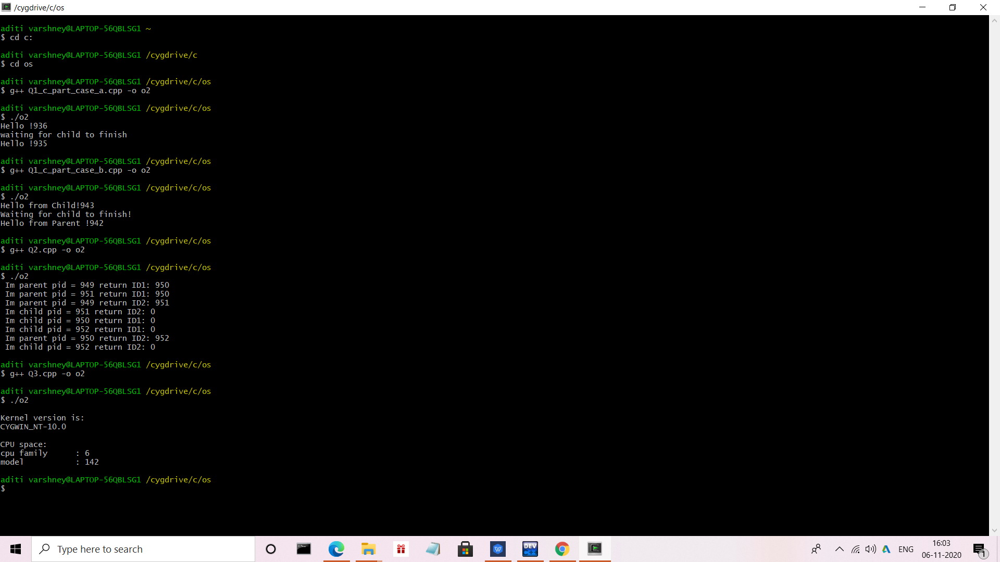 /cygdrive/c/os
aditi varshney@LAPTOP-56QBLSG1 ~
$ cd c:
aditi varshney@LAPTOP-56QBLSG1 /cygdrive/c
$ cd os
aditi varshney@LAPTOP-56QBLSG1 /cygdrive/c/os
$ g++ Q1_c_part_case_a.cpp -o o2
aditi varshney@LAPTOP-56QBLSG1 /cygdrive/c/os
$ ./o2
Hello !936
waiting for child to finish
Hello !935
aditi varshney@LAPTOP-56QBLSG1 /cygdrive/c/os
$ g++ Q1_c_part_case_b.cpp -o o2
aditi varshney@LAPTOP-56QBLSG1 /cygdrive/c/os
$ ./o2
Hello from Child!943
Waiting for child to finish!
Hello from Parent !942
aditi varshney@LAPTOP-56QBLSG1 /cygdrive/c/os
$ g++ Q2.cpp -o o2
aditi varshney@LAPTOP-56QBLSG1 /cygdrive/c/os
$ ./o2
Im parent pid = 949 return ID1: 950
Im parent pid = 951 return ID1: 950
Im parent pid = 949 return ID2: 951
Im child pid = 951 return ID2: 0
Im child pid = 950 return ID1: 0
Im child pid = 952 return ID1: 0
Im parent pid = 950 return ID2: 952
Im child pid = 952 return ID2: 0
aditi varshney@LAPTOP-56QBLSG1 /cygdrive/c/os
$ g++ Q3.cpp -o o2
aditi varshney@LAPTOP-56QBLSG1 /cygdrive/c/os
$ ./o2
Kernel version is:
CYGWIN_NT-10.0
CPU space:
cpu family      : 6
model           : 142
aditi varshney@LAPTOP-56QBLSG1 /cygdrive/c/os
$
Type here to search
W
DEV
ENG
16:03
06-11-2020
1